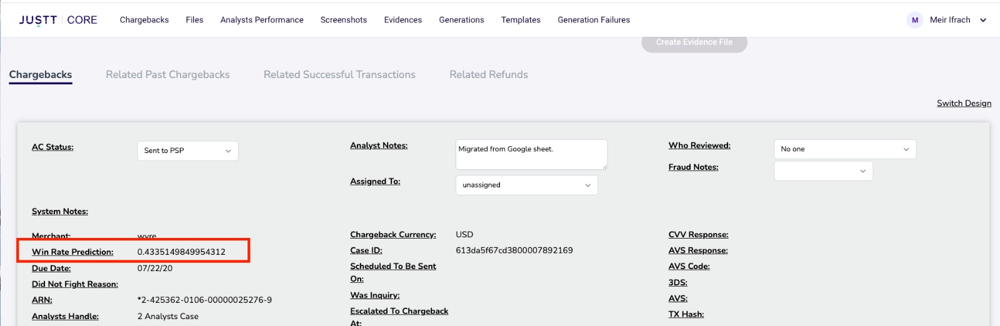 JUSTT CORE
Chargebacks Files Analysts Performance Screenshots Evidences Generations Templates Generation Failures
M Meir Ifrach
Create Evidence File
Chargebacks Related Past Chargebacks Related Successful Transactions Related Refunds
Switch Design
AC Status: Sent to PSP
Analyst Notes: Migrated from Google sheet.
Assigned To: unassigned
Who Reviewed: No one
Fraud Notes:
System Notes:
Merchant: wyre
Win Rate Prediction: 0.4335149849954312
Due Date: 07/22/20
Did Not Fight Reason:
ARN: *2-425362-0106-00000025276-9
Analysts Handle: 2 Analysts Case
Chargeback Currency: USD
Case ID: 613da5f67cd3800007892169
Scheduled To Be Sent
On:
Was Inquiry:
Escalated To Chargeback
At:
CVV Response:
AVS Response:
AVS Code:
3DS:
AVS:
TX Hash: